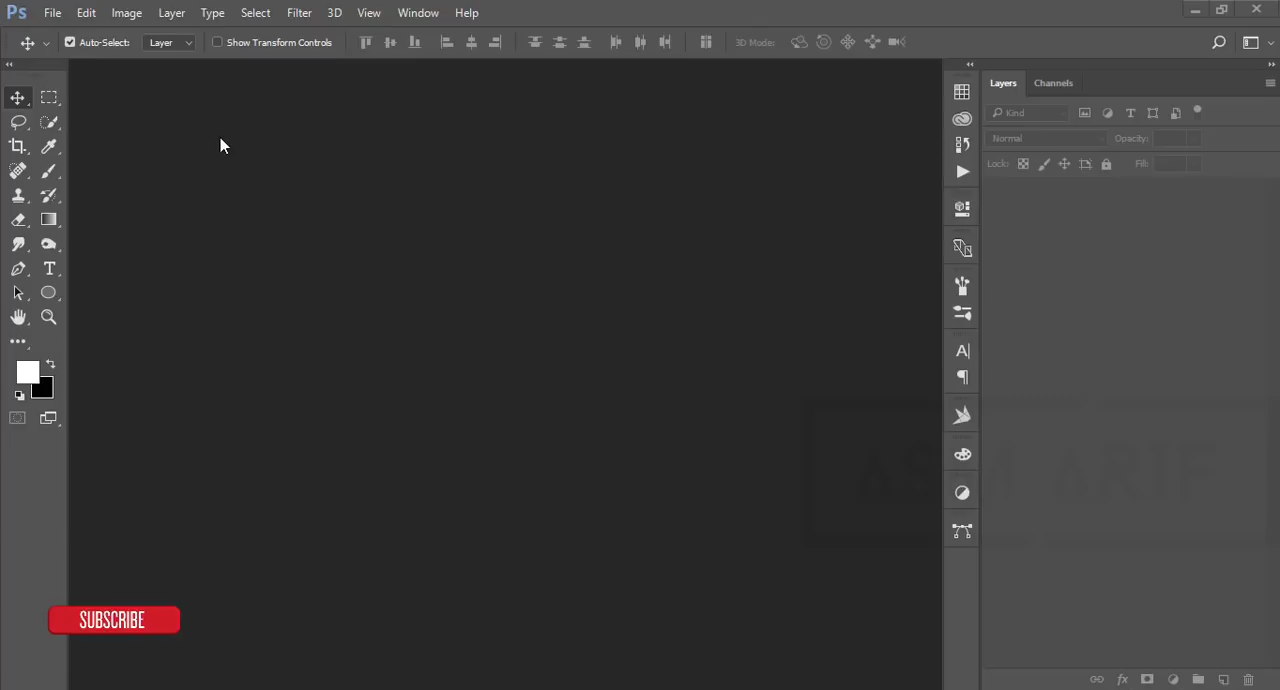 Ps File Edit Image Layer Type Select Filter 3D View Window Help
Auto-Select: Layer Show Transform Controls 3D Mode:
Layers Channels
Kind
Normal Opacity:
Lock: Fill:
SUBSCRIBE